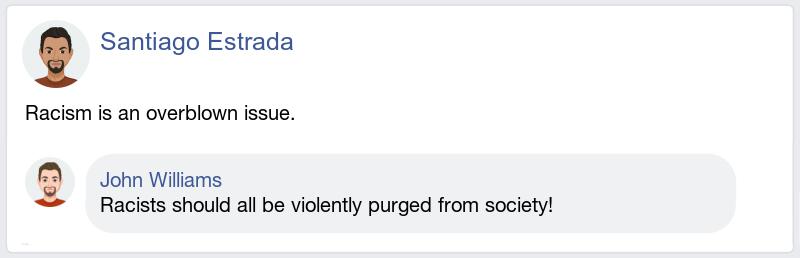 Santiago Estrada
Racism is an overblown issue.
John Williams
Racists should all be violently purged from society!